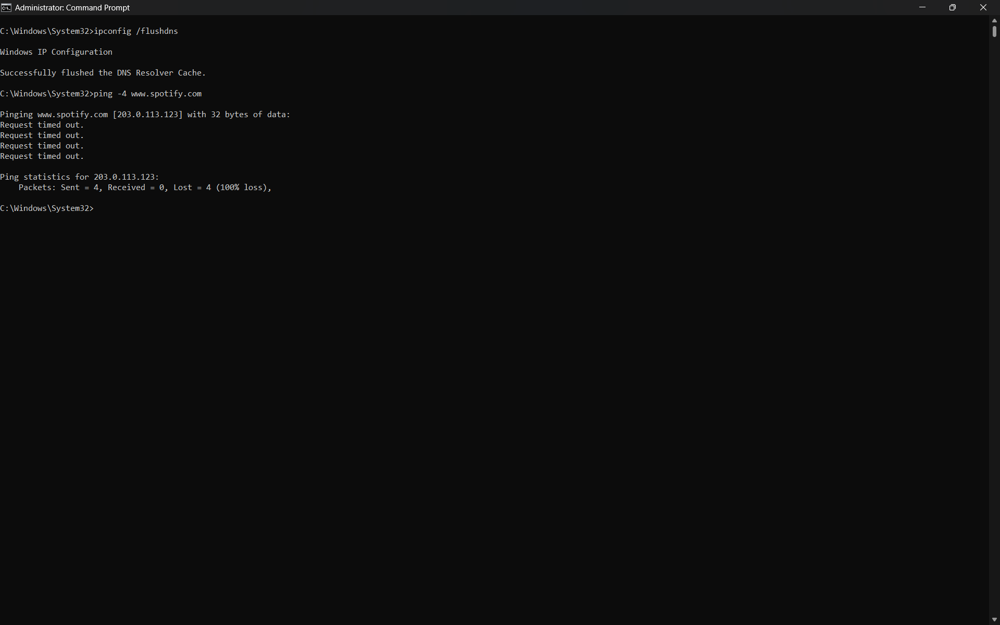 Administrator: Command Prompt
C:\Windows\System32>ipconfig /flushdns
Windows IP Configuration
Successfully flushed the DNS Resolver Cache.
C:\Windows\System32>ping -4 www.spotify.com
Pinging www.spotify.com [203.0.113.123] with 32 bytes of data:
Request timed out.
Request timed out.
Request timed out.
Request timed out.
Ping statistics for 203.0.113.123:
    Packets: Sent = 4, Received = 0, Lost = 4 (100% loss),
C:\Windows\System32>